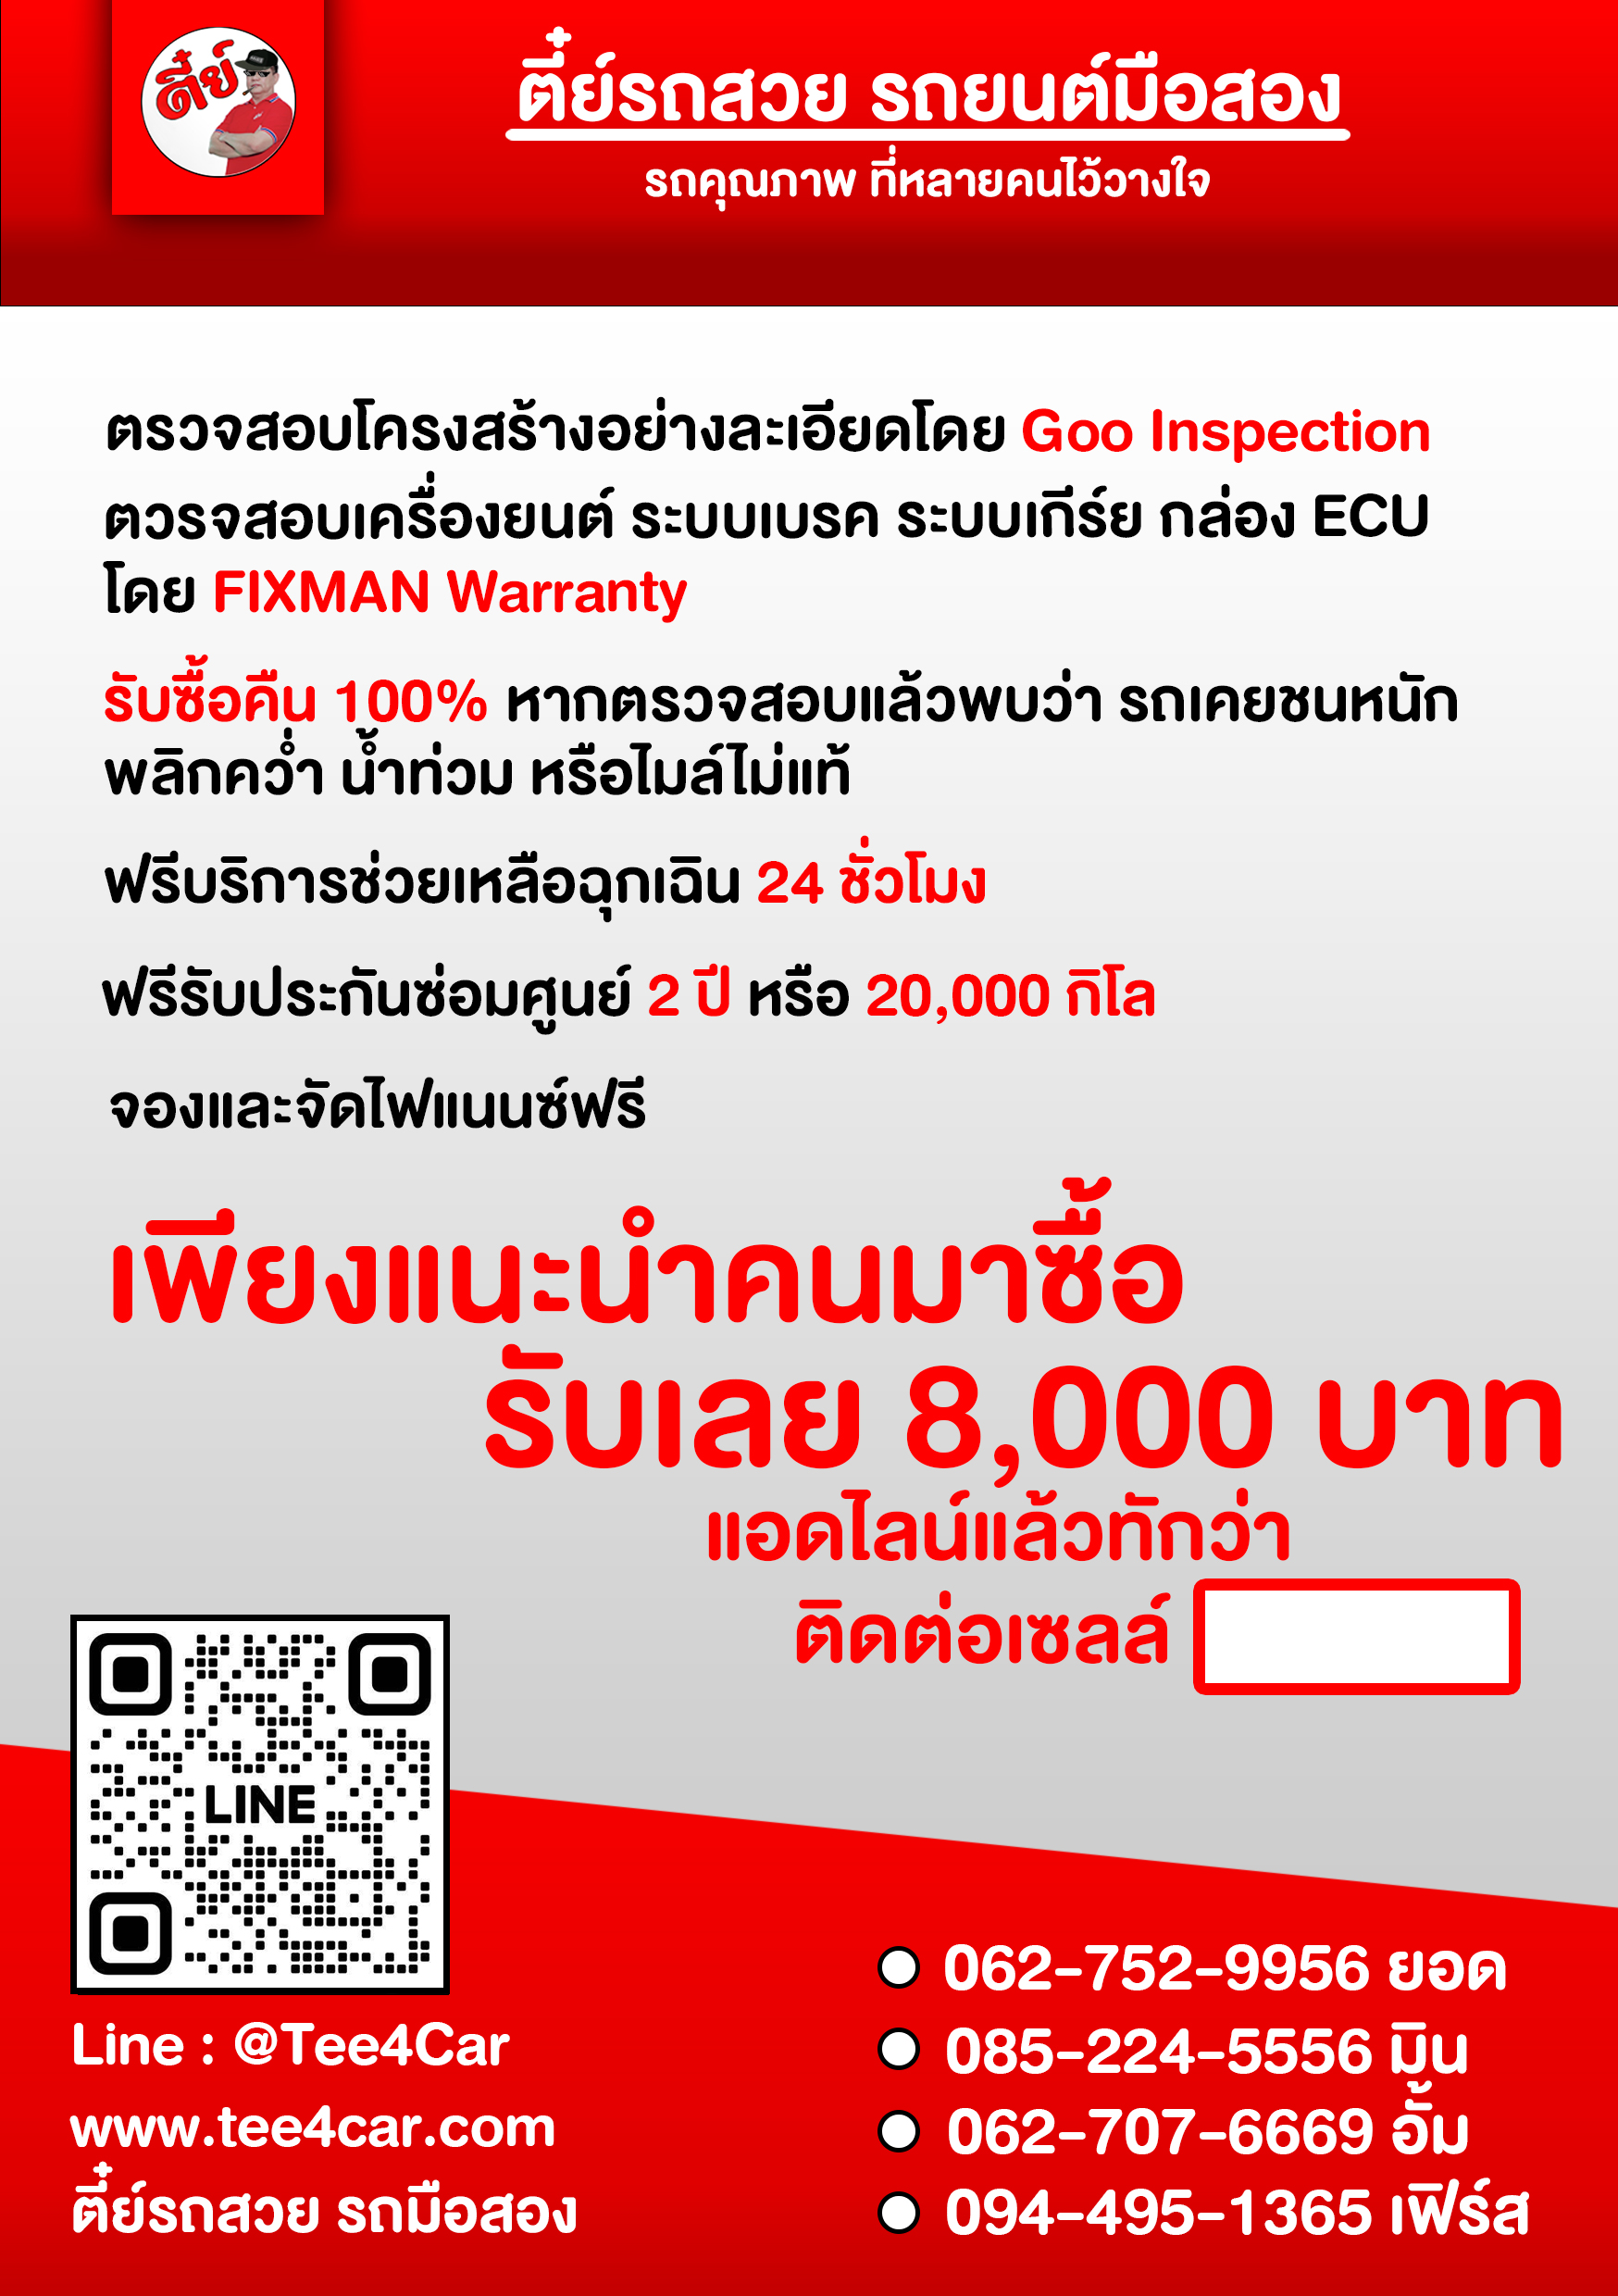 ตี๋ย์
ตี๋ย์รถสวย รถยนต์มือสอง
รถคุณภาพ ที่หลายคนไว้วางใจ
ตรวจสอบโครงสร้างอย่างละเอียดโดย Goo Inspection
ตวรจสอบเครื่องยนต์ ระบบเบรค ระบบเกีร์ย กล่อง ECU
โดย FIXMAN Warranty
รับซื้อคืน 100% หากตรวจสอบแล้วพบว่า รถเคยชนหนัก
พลิกคว่ำ น้ำท่วม หรือไมล์ไม่แท้
ฟรีบริการช่วยเหลือฉุกเฉิน 24 ชั่วโมง
ฟรีรับประกันซ่อมศูนย์ 2 ปี หรือ 20,000 กิโล
จองและจัดไฟแนนซ์ฟรี
เพียงแนะนำคนมาซื้อ
รับเลย 8,000 บาท
แอดไลน์แล้วทักว่า
ติดต่อเซลล์
LINE
Line : @Tee4Car
www.tee4car.com
ตี๋ย์รถสวย รถมือสอง
062-752-9956 ยอด
085-224-5556 มิน
062-707-6669 อั้ม
094-495-1365 เฟิร์ส